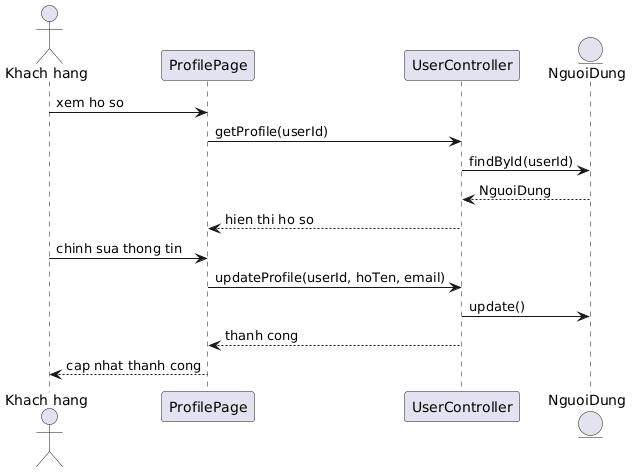 Khach hang
ProfilePage
UserController
NguoiDung
xem ho so
getProfile(userId)
findById(userId)
NguoiDung
hien thi ho so
chinh sua thong tin
updateProfile(userId, hoTen, email)
update()
thanh cong
cap nhat thanh cong
Khach hang
ProfilePage
UserController
NguoiDung